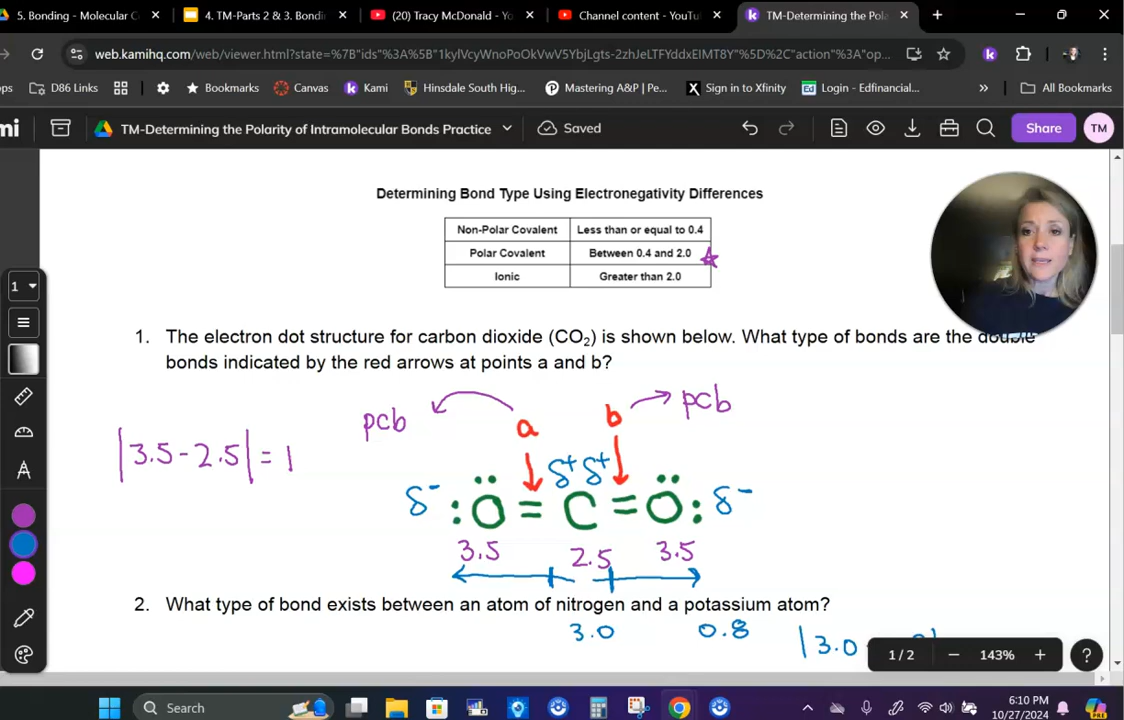 5. Bonding - Molecular C
4. TM-Parts 2 & 3. Bondi
(20) Tracy McDonald - Yo
Channel content - YouTu
TM-Determining the Pola
web.kamihq.com/web/viewer.html?state=%7B"ids"%3A%5B"1kylVcyWnoPoOkVwV5YbjLgts-2zhJeLTFYddxEIMT8Y"%5D%2C"action"%3A"op...
ops
D86 Links
Bookmarks
Canvas
Kami
Hinsdale South Hig...
Mastering A&P | Pe...
Sign in to Xfinity
Login - Edfinancial...
»
All Bookmarks
mi
TM-Determining the Polarity of Intramolecular Bonds Practice
Saved
Share
TM
Determining Bond Type Using Electronegativity Differences
Non-Polar Covalent Less than or equal to 0.4
Polar Covalent Between 0.4 and 2.0
Ionic Greater than 2.0
1
1. The electron dot structure for carbon dioxide (CO₂) is shown below. What type of bonds are the double
bonds indicated by the red arrows at points a and b?
pcb a b pcb
|3.5-2.5| = 1
δ⁺ δ⁺
δ⁻ :Ö = C = Ö: δ⁻
3.5 2.5 3.5
2. What type of bond exists between an atom of nitrogen and a potassium atom?
3.0 0.8 |3.0
1 / 2 143%
Search
6:10 PM
10/27/2024